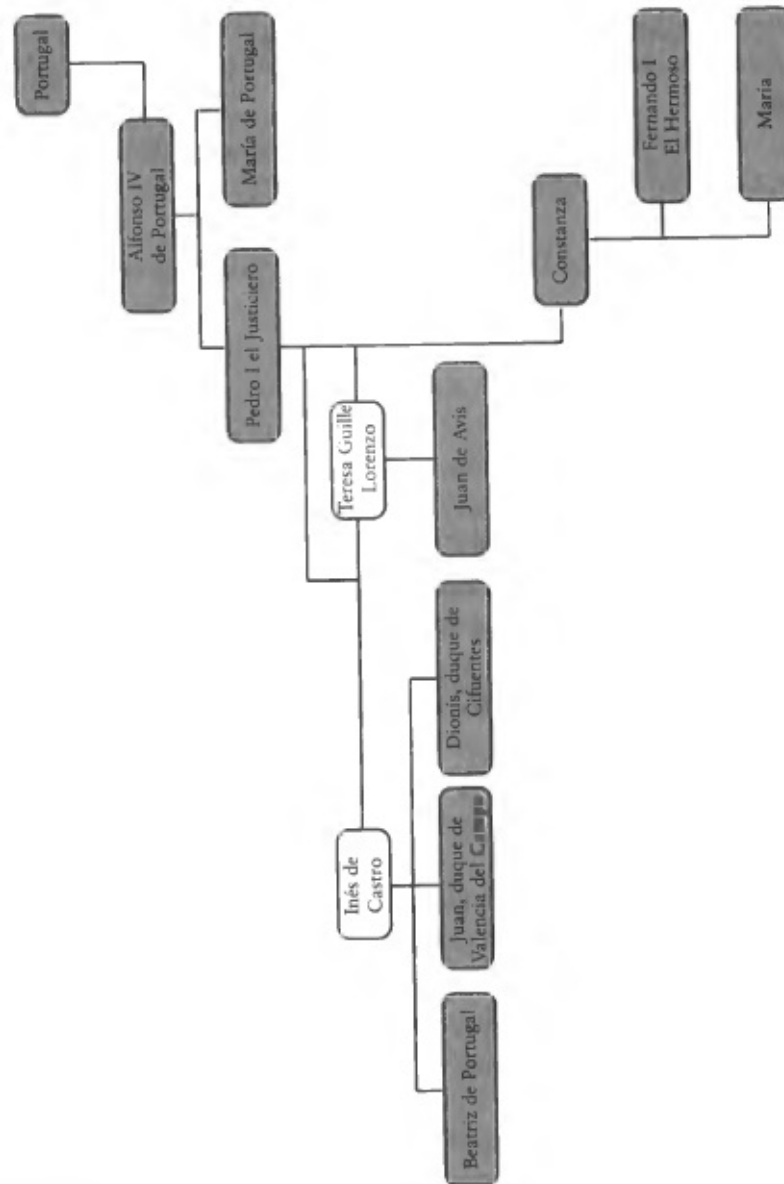 Portugal
Alfonso IV
de Portugal
Pedro I el Justiciero
María de Portugal
Inés de
Castro
Teresa Guille
Lorenzo
Constanza
Beatriz de Portugal
Juan, duque de
Valencia del Campo
Dionis, duque de
Cifuentes
Juan de Avis
Fernando I
El Hermoso
María